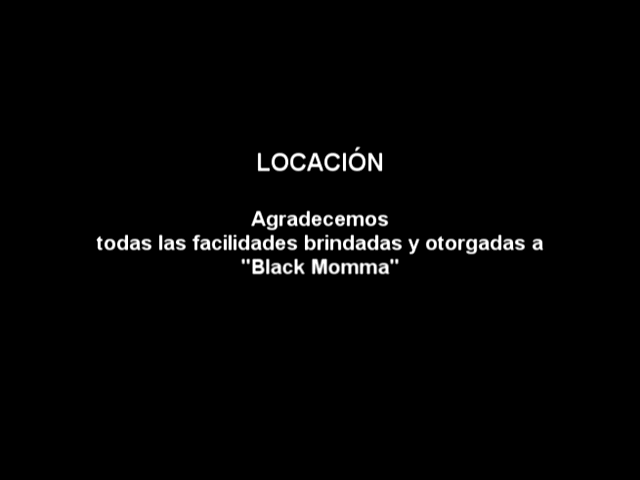 LOCACIÓN
Agradecemos
todas las facilidades brindadas y otorgadas a
"Black Momma"